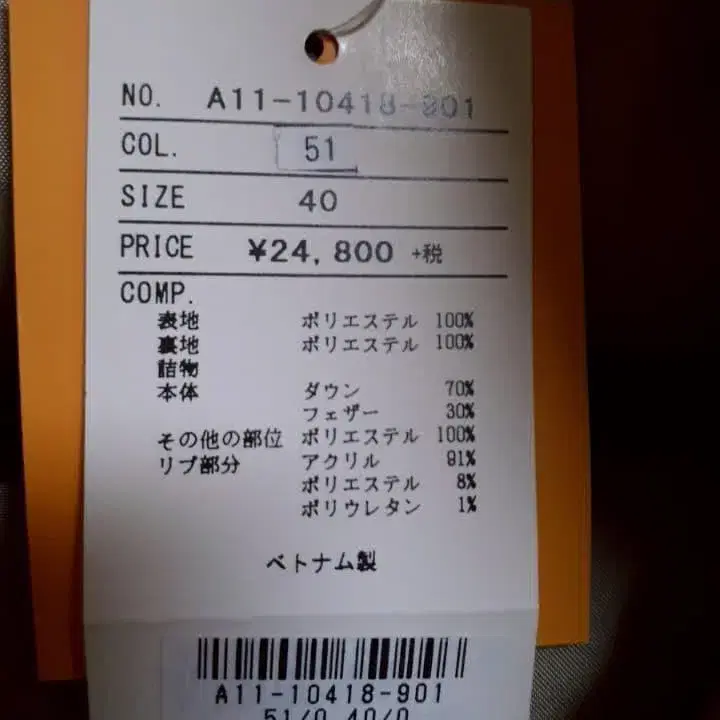 NO. A11-10418-901
COL. 51
SIZE 40
PRICE ¥24,800 +税
COMP.
表地 ポリエステル 100%
裏地 ポリエステル 100%
詰物
本体 ダウン 70%
フェザー 30%
その他の部位 ポリエステル 100%
リブ部分 アクリル 91%
ポリエステル 8%
ポリウレタン 1%
ベトナム製
A11-10418-901
51/0 40/0